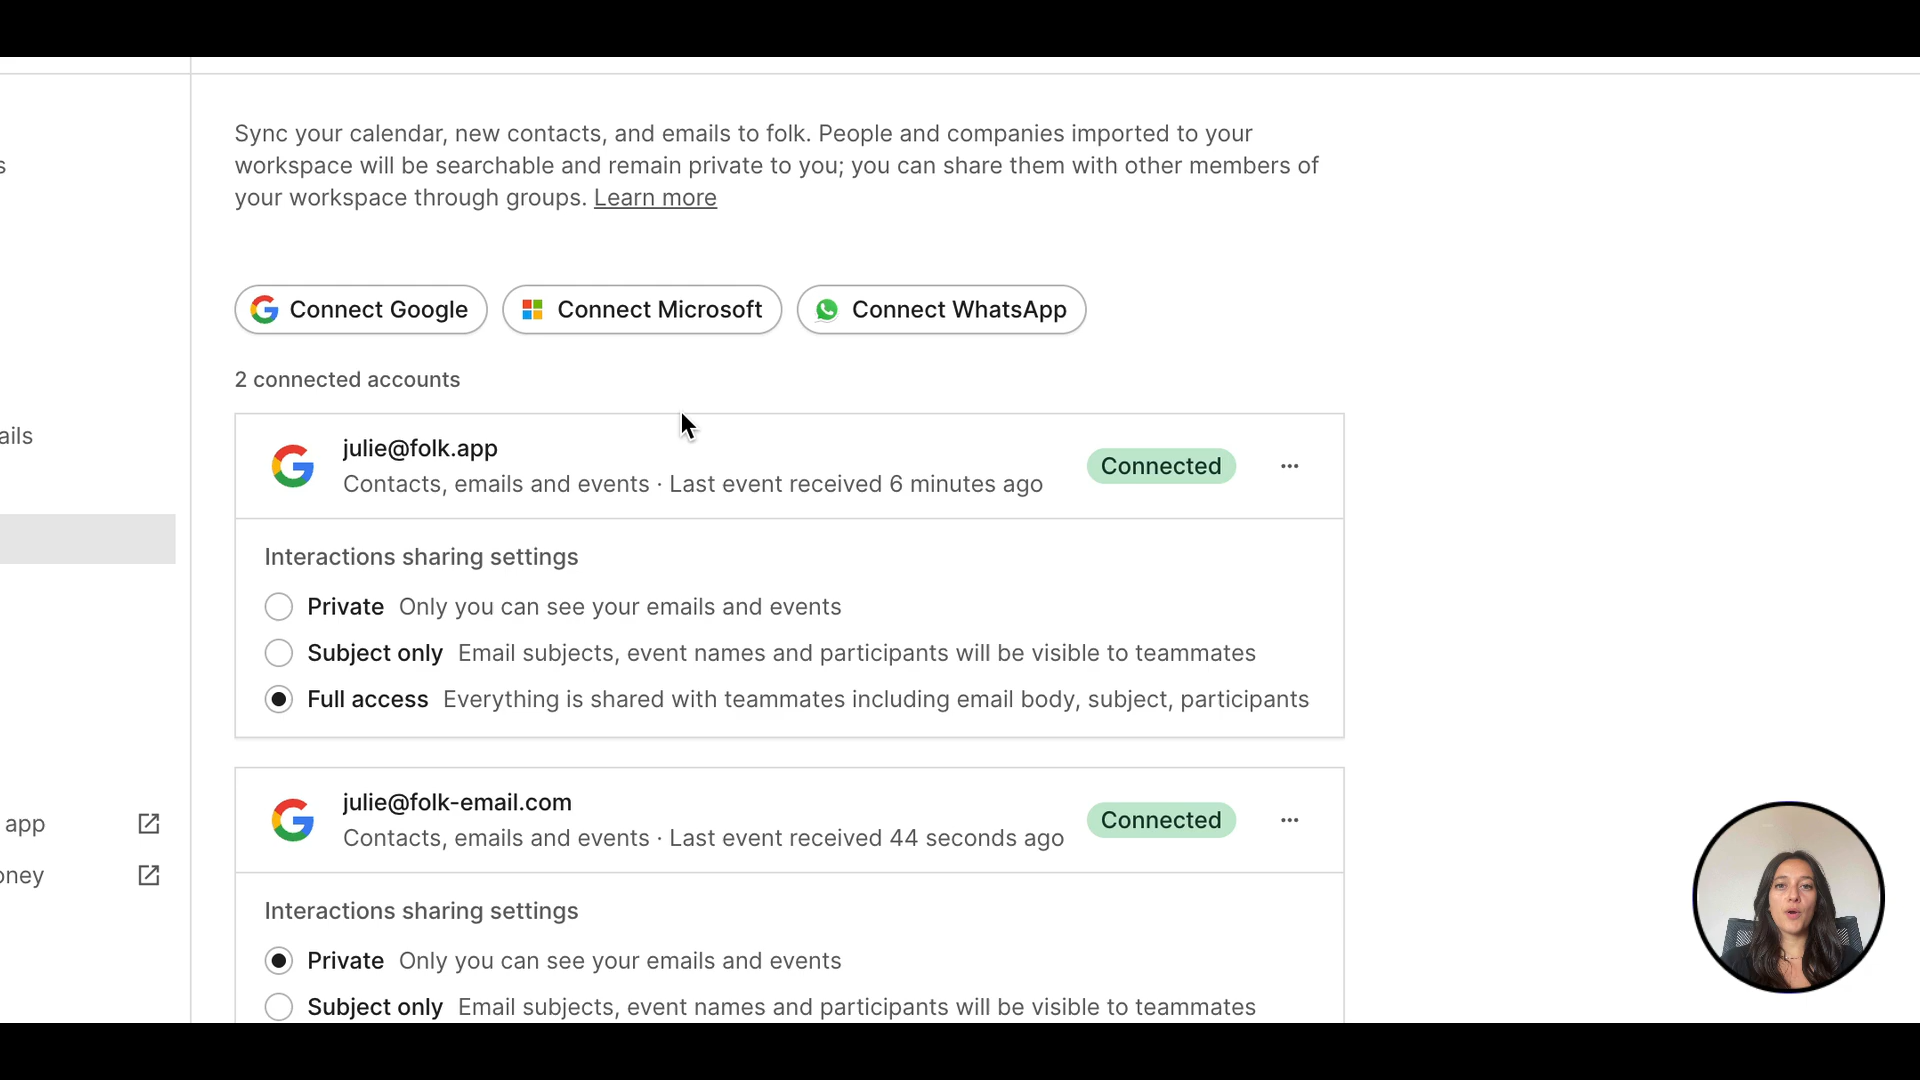 Sync your calendar, new contacts, and emails to folk. People and companies imported to your
s
workspace will be searchable and remain private to you; you can share them with other members of
your workspace through groups. Learn more
Connect Google
Connect Microsoft
Connect WhatsApp
2 connected accounts
ails
julie@folk.app
Contacts, emails and events · Last event received 6 minutes ago
Connected
Interactions sharing settings
Private Only you can see your emails and events
Subject only Email subjects, event names and participants will be visible to teammates
Full access Everything is shared with teammates including email body, subject, participants
app
oney
julie@folk-email.com
Contacts, emails and events · Last event received 44 seconds ago
Connected
Interactions sharing settings
Private Only you can see your emails and events
Subject only Email subjects, event names and participants will be visible to teammates